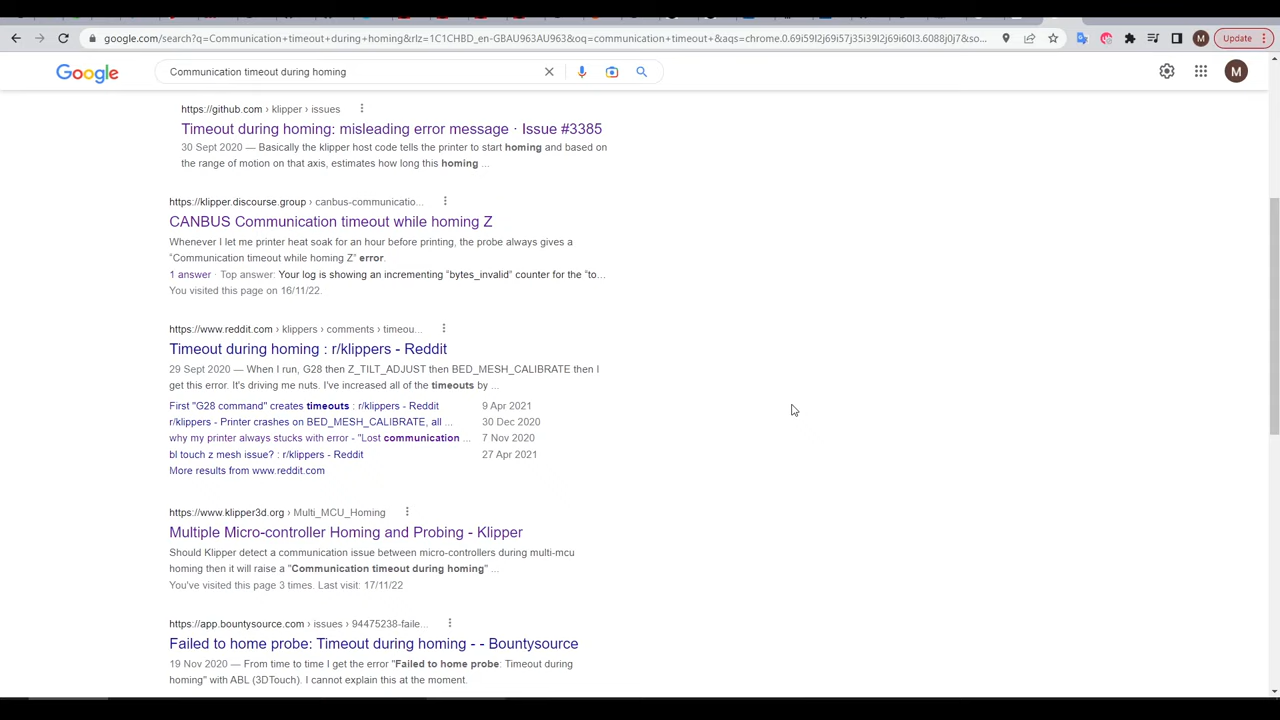 google.com/search?q=Communication+timeout+during+homing&rlz=1C1CHBD_en-GBAU963AU963&oq=communication+timeout+&aqs=chrome.0.69i59l2j69i57j35i39l2j69i60l3.6088j0j7&so...
M
Update
Google
Communication timeout during homing
M
https://github.com › klipper › issues
Timeout during homing: misleading error message · Issue #3385
30 Sept 2020 — Basically the klipper host code tells the printer to start homing and based on
the range of motion on that axis, estimates how long this homing ...
https://klipper.discourse.group › canbus-communicatio...
CANBUS Communication timeout while homing Z
Whenever I let me printer heat soak for an hour before printing, the probe always gives a
“Communication timeout while homing Z” error.
1 answer · Top answer: Your log is showing an incrementing “bytes_invalid” counter for the “to...
You visited this page on 16/11/22.
https://www.reddit.com › klippers › comments › timeou...
Timeout during homing : r/klippers - Reddit
29 Sept 2020 — When I run, G28 then Z_TILT_ADJUST then BED_MESH_CALIBRATE then I
get this error. It's driving me nuts. I've increased all of the timeouts by ...
First "G28 command" creates timeouts : r/klippers - Reddit 9 Apr 2021
r/klippers - Printer crashes on BED_MESH_CALIBRATE, all ... 30 Dec 2020
why my printer always stucks with error - "Lost communication ... 7 Nov 2020
bl touch z mesh issue? : r/klippers - Reddit 27 Apr 2021
More results from www.reddit.com
https://www.klipper3d.org › Multi_MCU_Homing
Multiple Micro-controller Homing and Probing - Klipper
Should Klipper detect a communication issue between micro-controllers during multi-mcu
homing then it will raise a "Communication timeout during homing" ...
You've visited this page 3 times. Last visit: 17/11/22
https://app.bountysource.com › issues › 94475238-faile...
Failed to home probe: Timeout during homing - - Bountysource
19 Nov 2020 — From time to time I get the error "Failed to home probe: Timeout during
homing" with ABL (3DTouch). I cannot explain this at the moment.